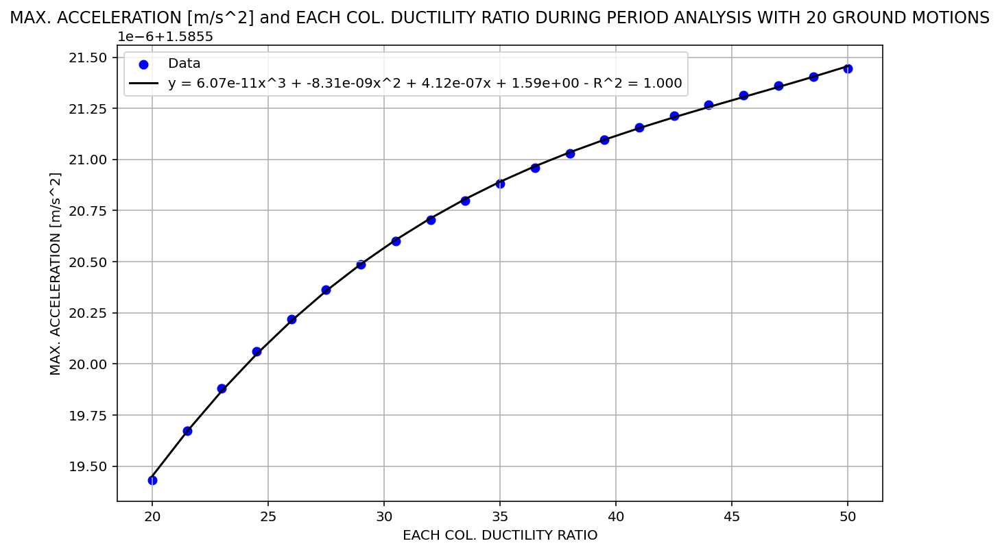 MAX. ACCELERATION [m/s^2] and EACH COL. DUCTILITY RATIO DURING PERIOD ANALYSIS WITH 20 GROUND MOTIONS
1e−6+1.5855
Data
y = 6.07e-11x^3 + -8.31e-09x^2 + 4.12e-07x + 1.59e+00 - R^2 = 1.000
21.50
21.25
21.00
20.75
20.50
20.25
20.00
19.75
19.50
MAX. ACCELERATION [m/s^2]
20 25 30 35 40 45 50
EACH COL. DUCTILITY RATIO